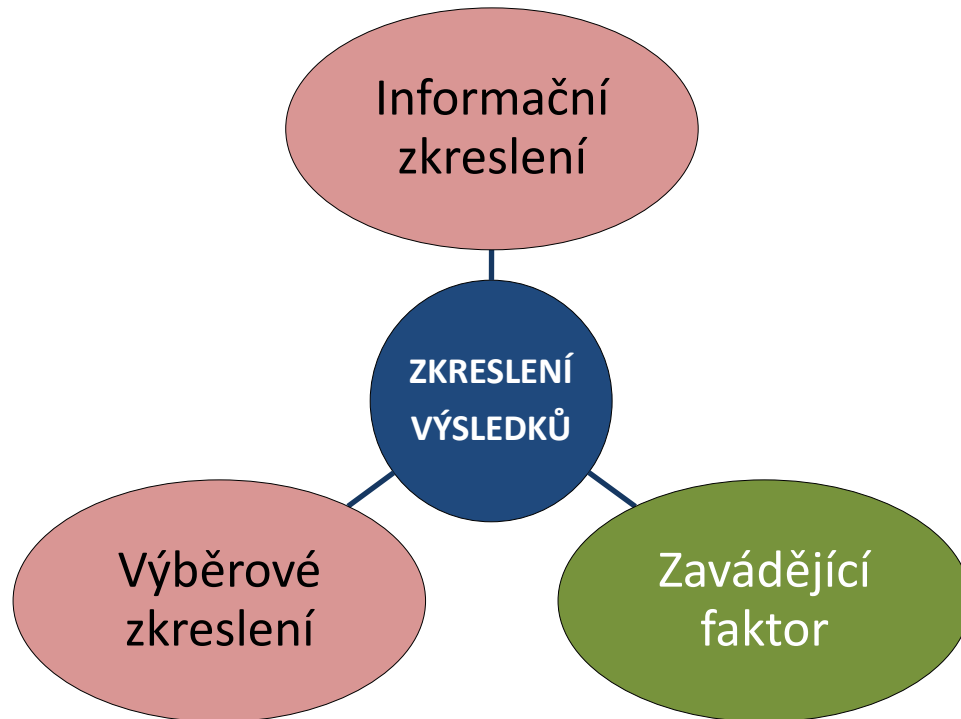 Informační
zkreslení
ZKRESLENÍ
VÝSLEDKŮ
Výběrové
zkreslení
Zavádějící
faktor